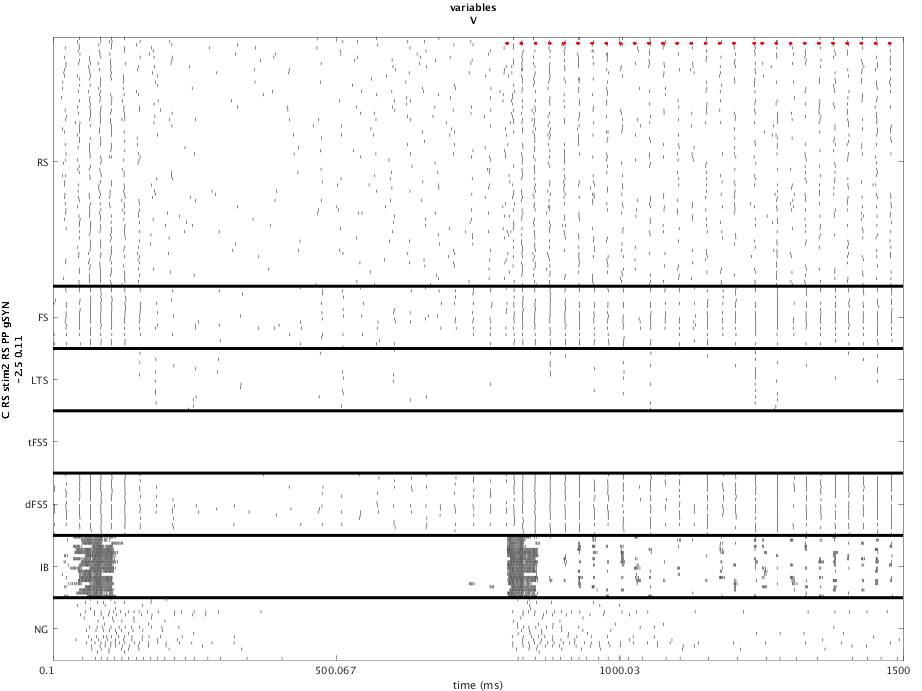 variables
V
C RS stim2 RS PP gSYN
-2.5 0.11
RS
FS
LTS
tFS5
dFS5
IB
NG
0.1
500.067
1000.03
1500
time (ms)